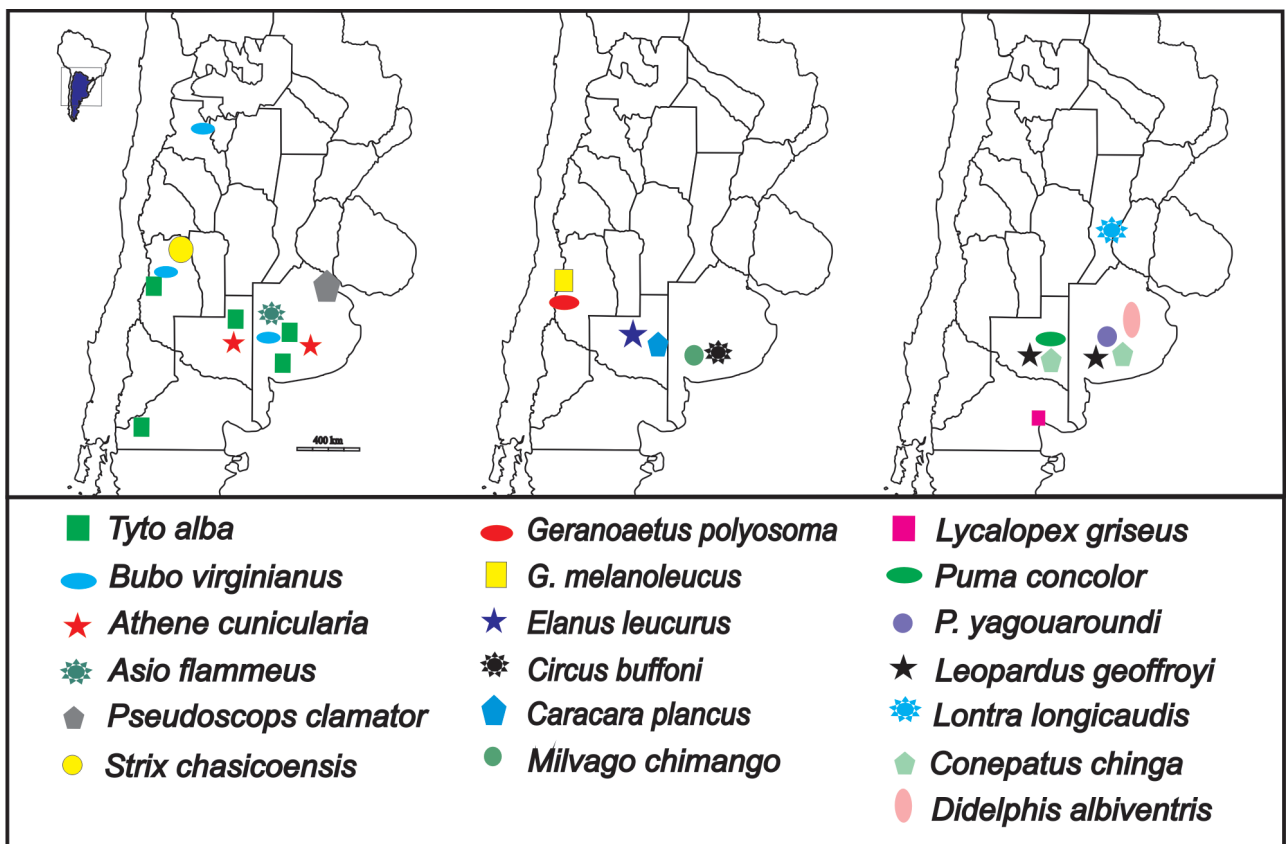 400 km
Tyto alba
Bubo virginianus
Athene cunicularia
Asio flammeus
Pseudoscops clamator
Strix chasicoensis
Geranoaetus polyosoma
G. melanoleucus
Elanus leucurus
Circus buffoni
Caracara plancus
Milvago chimango
Lycalopex griseus
Puma concolor
P. yagouaroundi
Leopardus geoffroyi
Lontra longicaudis
Conepatus chinga
Didelphis albiventris